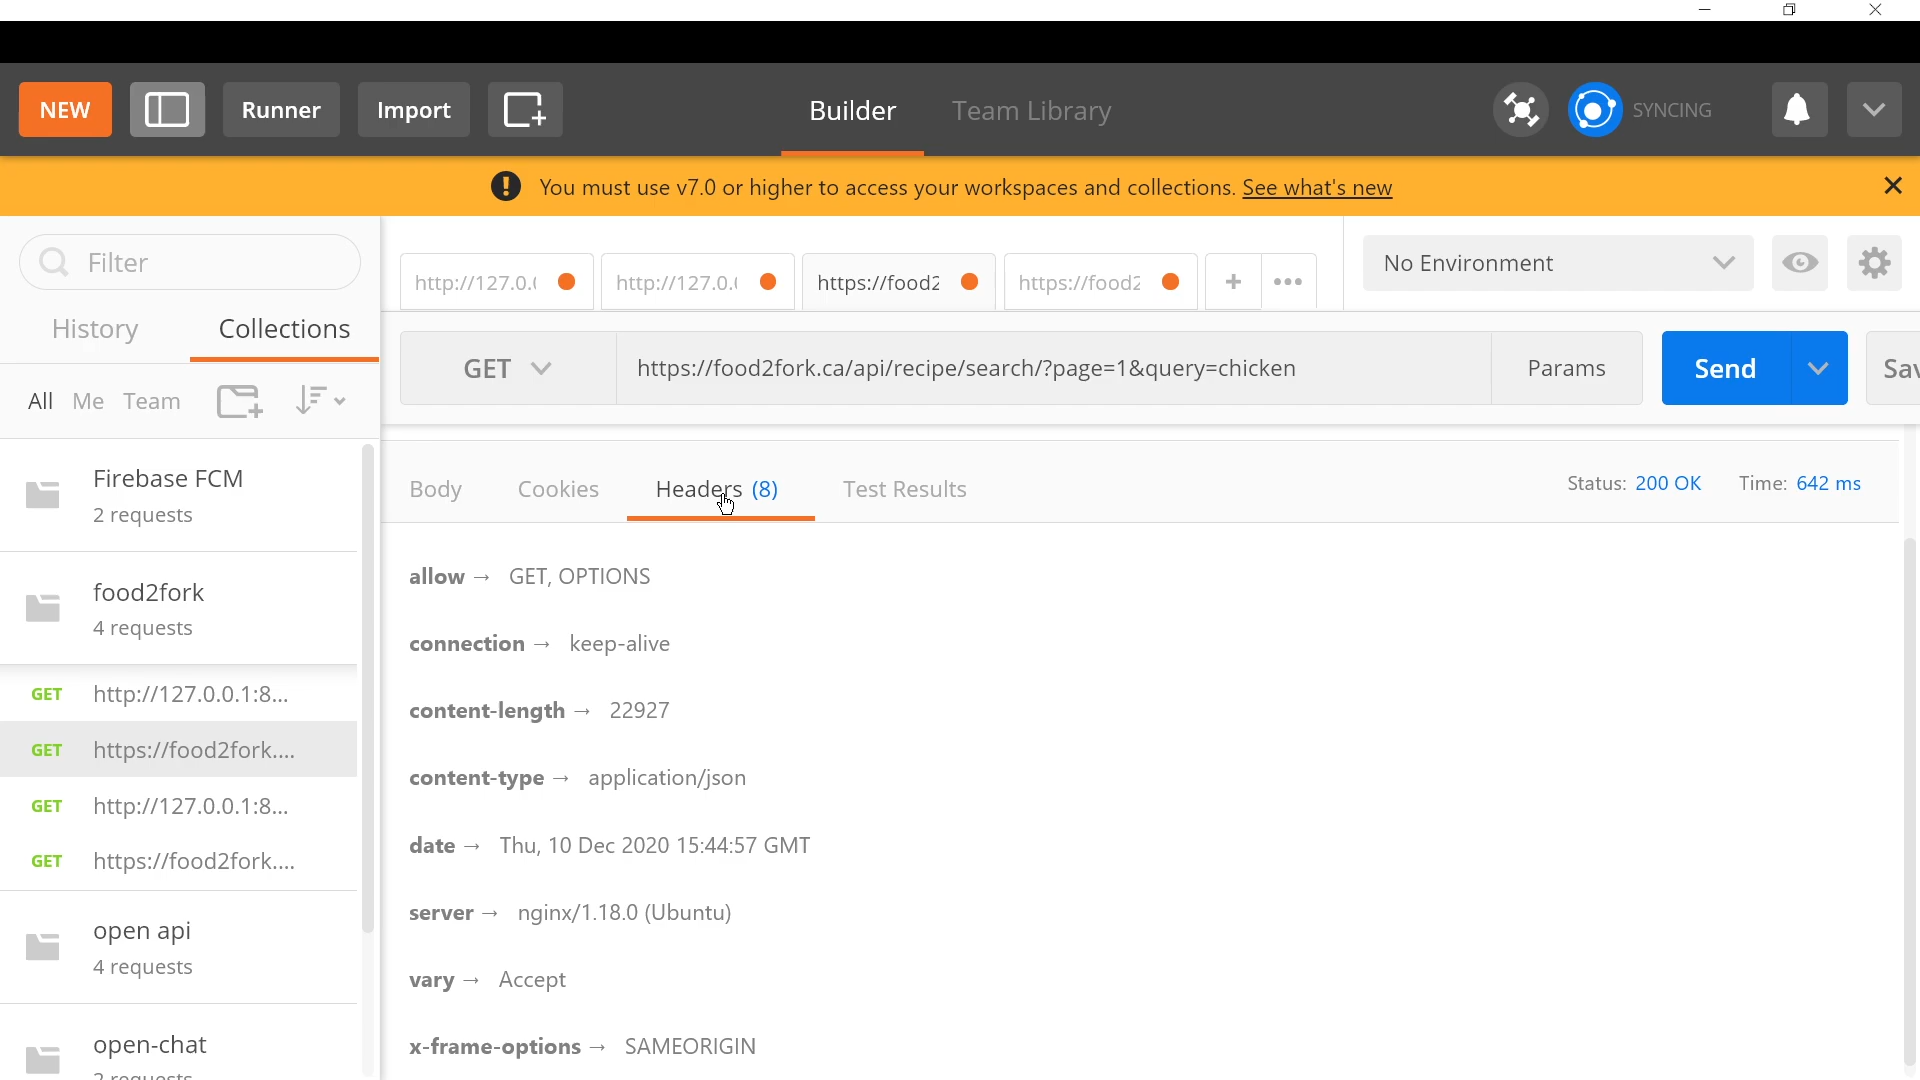 NEW
Runner
Import
Builder
Team Library
SYNCING
! You must use v7.0 or higher to access your workspaces and collections. See what's new
Filter
History
Collections
All
Me
Team
Firebase FCM
2 requests
food2fork
4 requests
GET http://127.0.0.1:8...
GET https://food2fork....
GET http://127.0.0.1:8...
GET https://food2fork....
open api
4 requests
open-chat
2 requests
http://127.0.(
http://127.0.(
https://food2
https://food2
+
•••
No Environment
GET
https://food2fork.ca/api/recipe/search/?page=1&query=chicken
Params
Send
Sav
Body
Cookies
Headers (8)
Test Results
Status: 200 OK
Time: 642 ms
allow → GET, OPTIONS
connection → keep-alive
content-length → 22927
content-type → application/json
date → Thu, 10 Dec 2020 15:44:57 GMT
server → nginx/1.18.0 (Ubuntu)
vary → Accept
x-frame-options → SAMEORIGIN